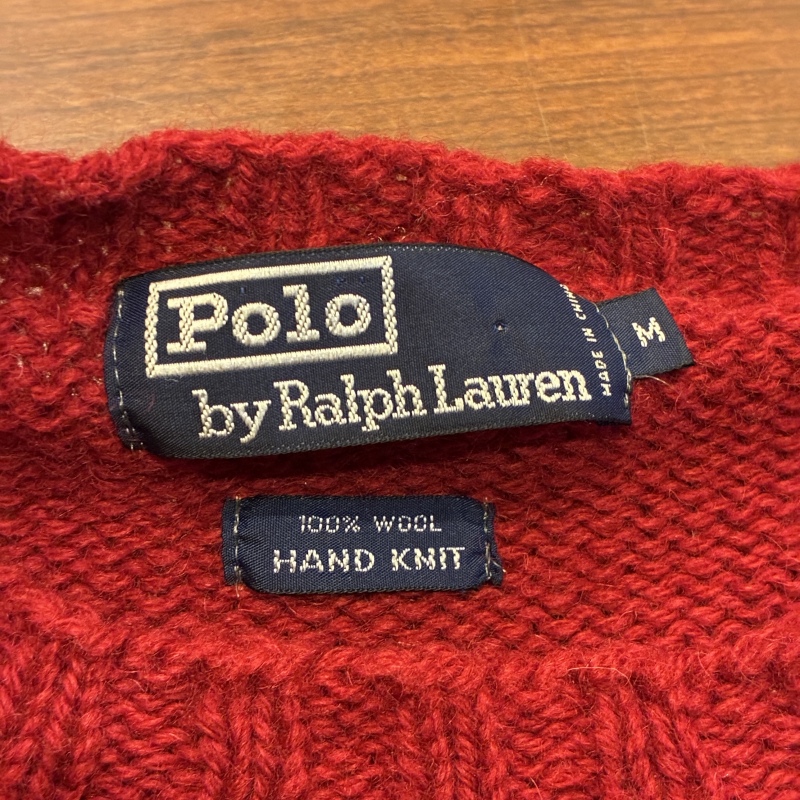 Polo
by Ralph Lauren
MADE IN CHINA
M
100% WOOL
HAND KNIT